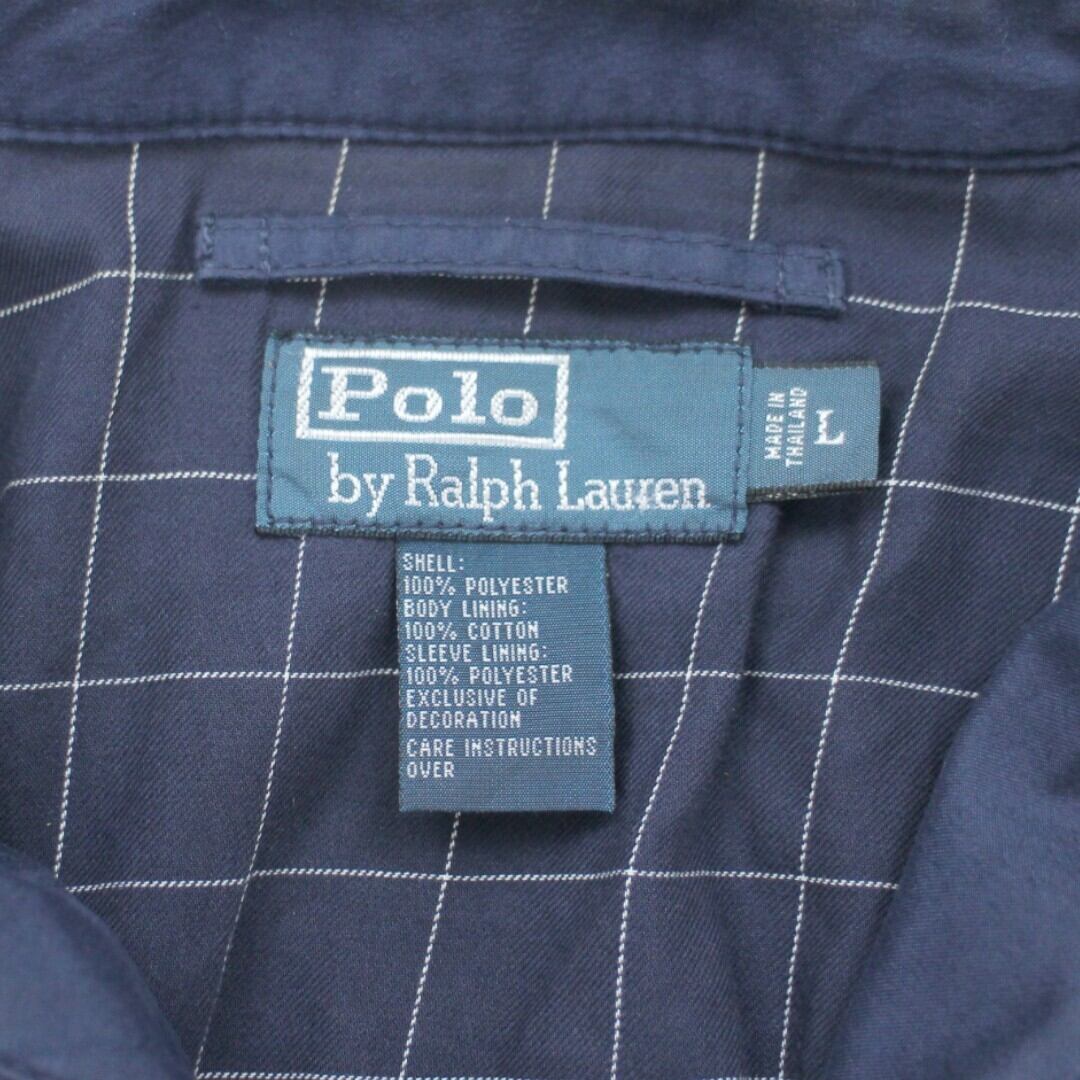 Polo
by Ralph Lauren
MADE IN
THAILAND
L
SHELL:
100% POLYESTER
BODY LINING:
100% COTTON
SLEEVE LINING:
100% POLYESTER
EXCLUSIVE OF
DECORATION
CARE INSTRUCTIONS
OVER